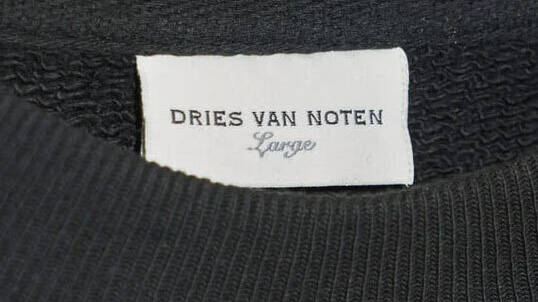 DRIES VAN NOTEN
Large